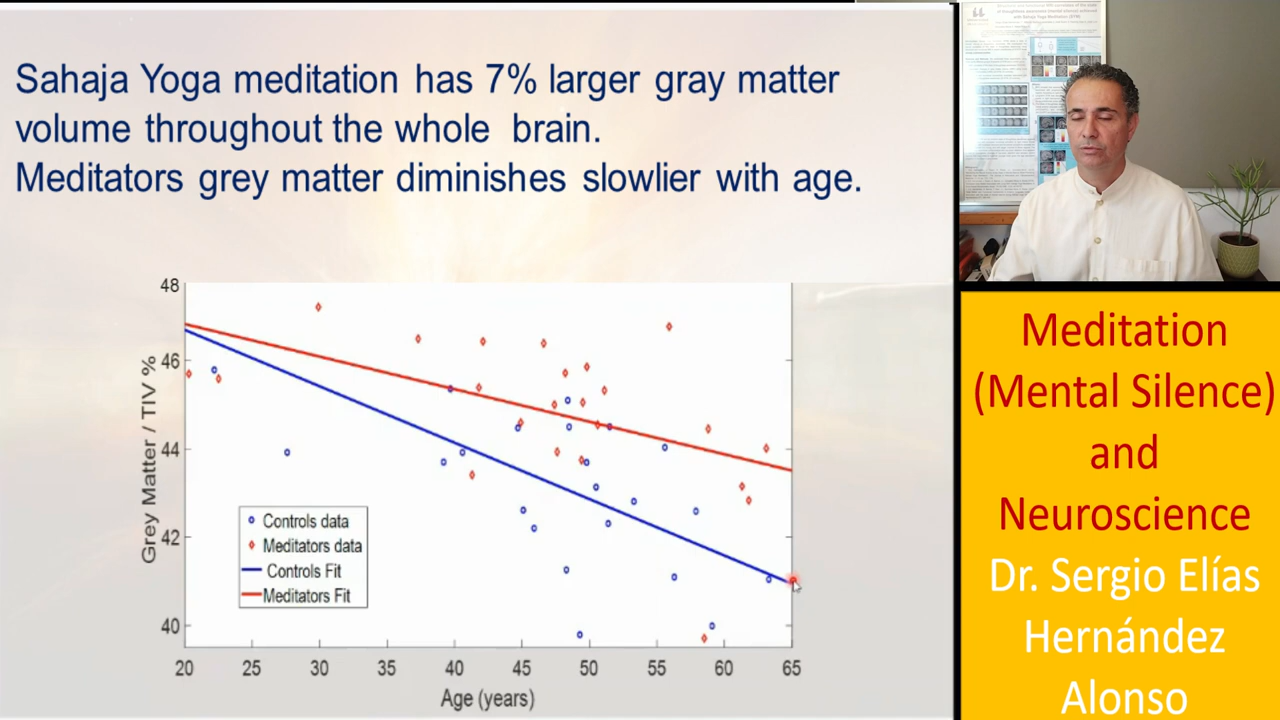 Sahaja Yoga meditation has 7% larger gray matter
volume throughout the whole brain.
Meditators grey matter diminishes slowlier with age.
48
46
44
42
40
Grey Matter / TIV %
Controls data
Meditators data
Controls Fit
Meditators Fit
20 25 30 35 40 45 50 55 60 65
Age (years)
Meditation
(Mental Silence)
and
Neuroscience
Dr. Sergio Elías
Hernández
Alonso